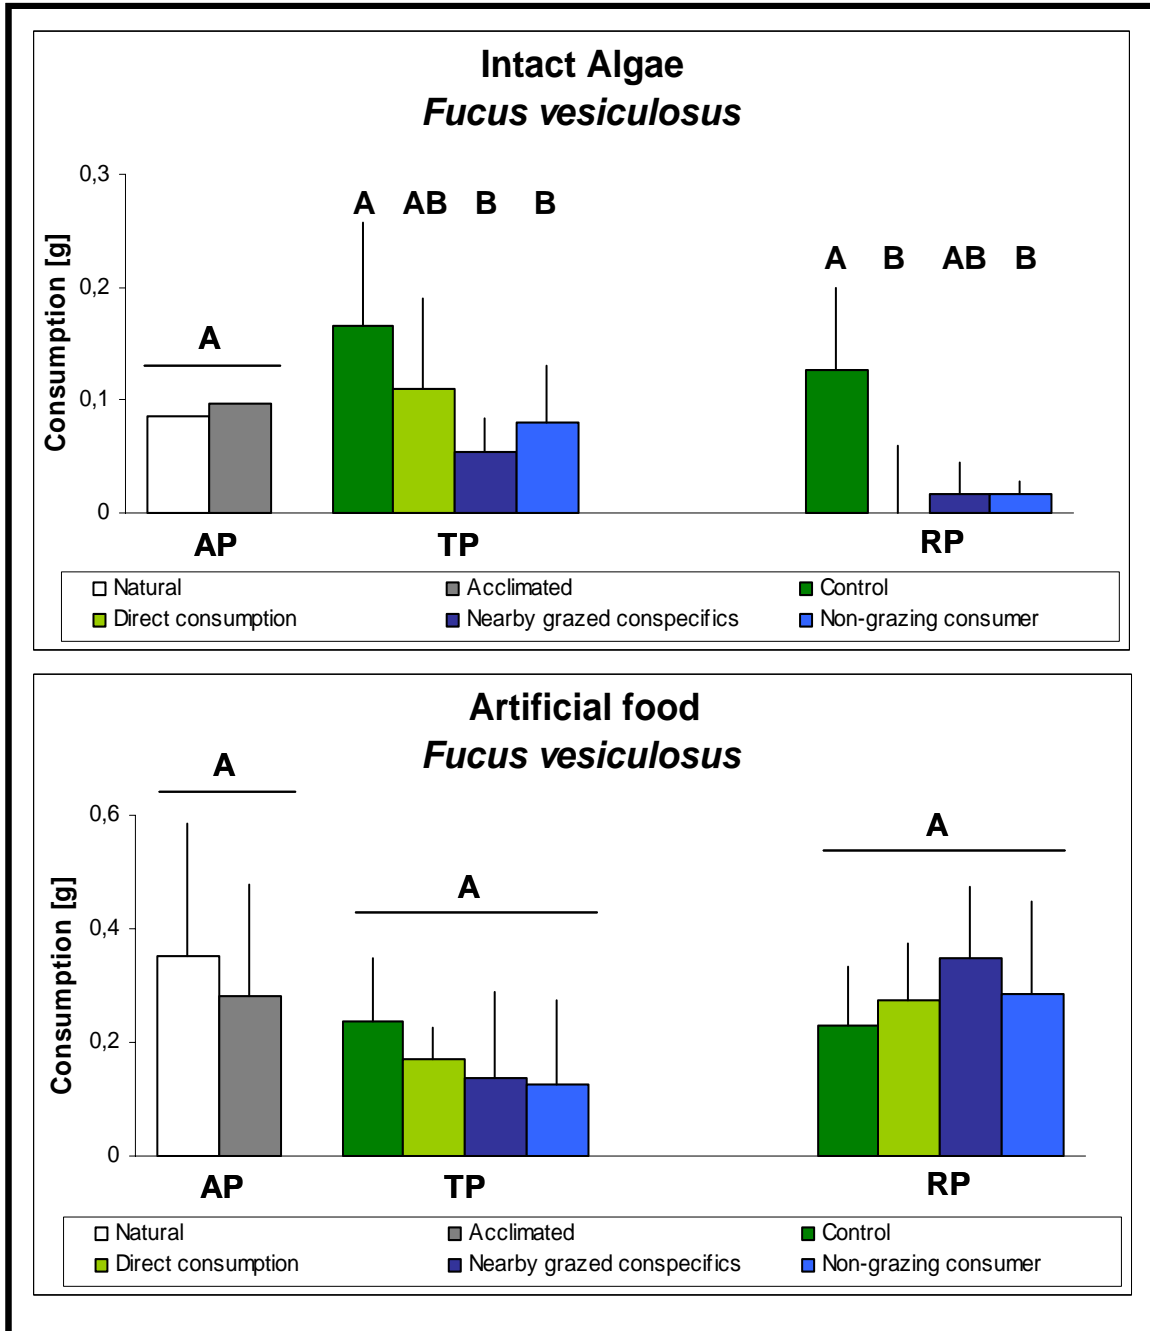 Intact Algae
Fucus vesiculosus
Consumption [g]
0,3
0,2
0,1
0
A
A AB B B
A B AB B
AP TP RP
Natural Acclimated Control
Direct consumption Nearby grazed conspecifics Non-grazing consumer
Artificial food
Fucus vesiculosus
Consumption [g]
0,6
0,4
0,2
0
A
A
A
AP TP RP
Natural Acclimated Control
Direct consumption Nearby grazed conspecifics Non-grazing consumer